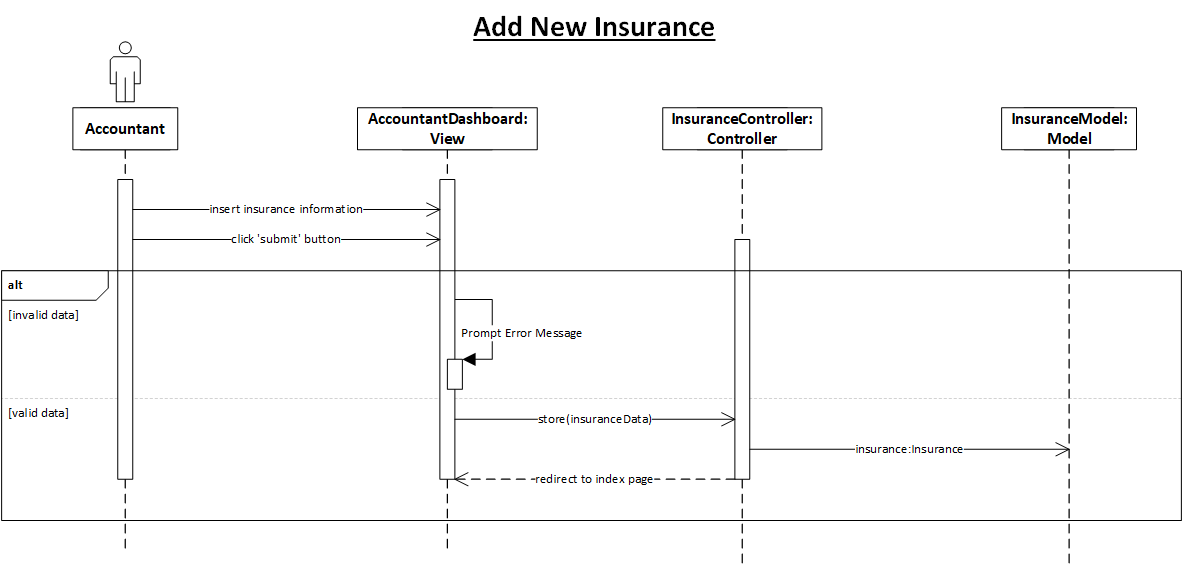 Add New Insurance
Accountant
AccountantDashboard:
View
InsuranceController:
Controller
InsuranceModel:
Model
insert insurance information
click 'submit' button
alt
[invalid data]
Prompt Error Message
[valid data]
store(insuranceData)
insurance:Insurance
redirect to index page